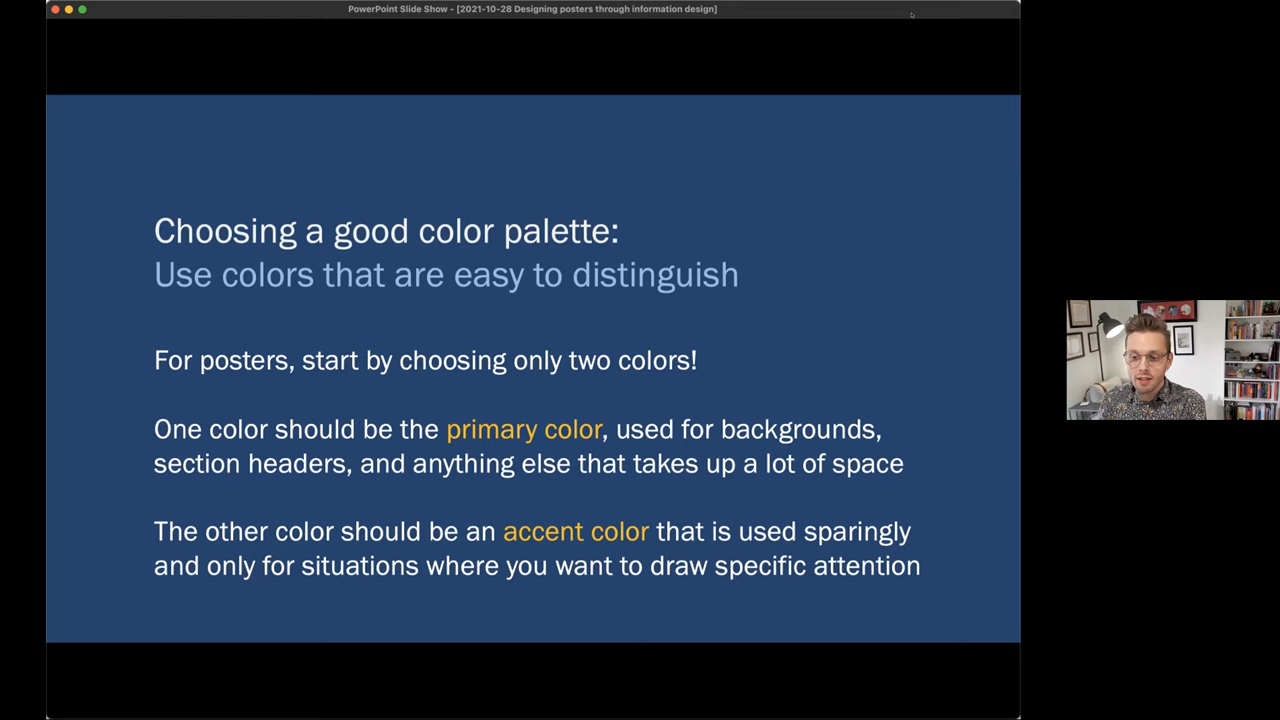 PowerPoint Slide Show - [2021-10-28 Designing posters through information design]
Choosing a good color palette:
Use colors that are easy to distinguish
For posters, start by choosing only two colors!
One color should be the primary color, used for backgrounds,
section headers, and anything else that takes up a lot of space
The other color should be an accent color that is used sparingly
and only for situations where you want to draw specific attention